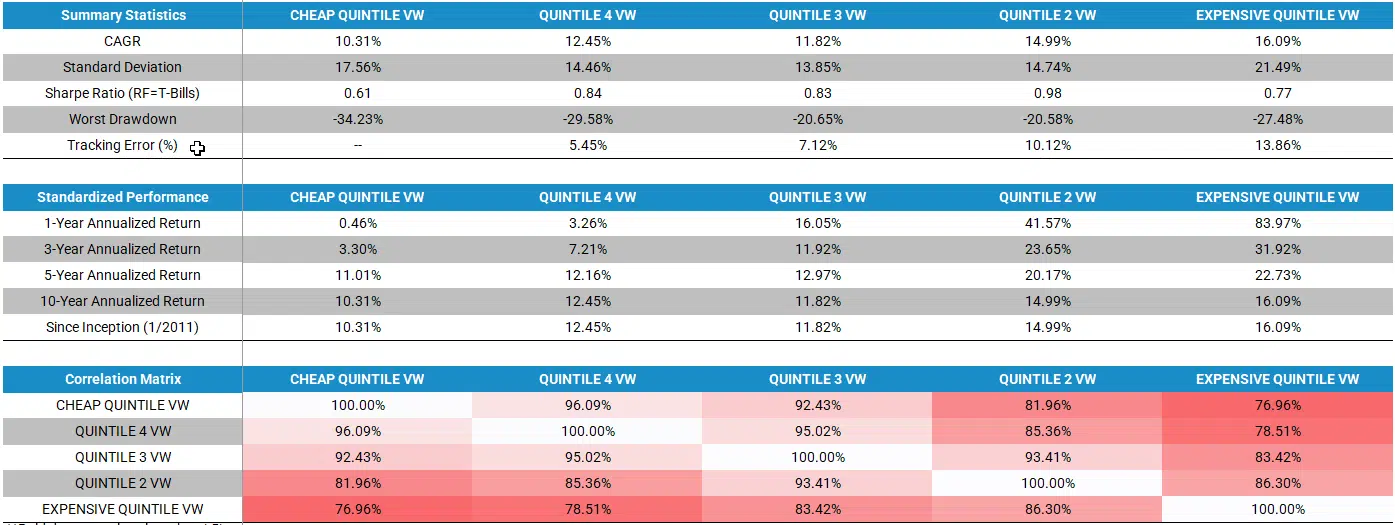 Summary Statistics CHEAP QUINTILE VW QUINTILE 4 VW QUINTILE 3 VW QUINTILE 2 VW EXPENSIVE QUINTILE VW
CAGR 10.31% 12.45% 11.82% 14.99% 16.09%
Standard Deviation 17.56% 14.46% 13.85% 14.74% 21.49%
Sharpe Ratio (RF=T-Bills) 0.61 0.84 0.83 0.98 0.77
Worst Drawdown -34.23% -29.58% -20.65% -20.58% -27.48%
Tracking Error (%) -- 5.45% 7.12% 10.12% 13.86%
Standardized Performance CHEAP QUINTILE VW QUINTILE 4 VW QUINTILE 3 VW QUINTILE 2 VW EXPENSIVE QUINTILE VW
1-Year Annualized Return 0.46% 3.26% 16.05% 41.57% 83.97%
3-Year Annualized Return 3.30% 7.21% 11.92% 23.65% 31.92%
5-Year Annualized Return 11.01% 12.16% 12.97% 20.17% 22.73%
10-Year Annualized Return 10.31% 12.45% 11.82% 14.99% 16.09%
Since Inception (1/2011) 10.31% 12.45% 11.82% 14.99% 16.09%
Correlation Matrix CHEAP QUINTILE VW QUINTILE 4 VW QUINTILE 3 VW QUINTILE 2 VW EXPENSIVE QUINTILE VW
CHEAP QUINTILE VW 100.00% 96.09% 92.43% 81.96% 76.96%
QUINTILE 4 VW 96.09% 100.00% 95.02% 85.36% 78.51%
QUINTILE 3 VW 92.43% 95.02% 100.00% 93.41% 83.42%
QUINTILE 2 VW 81.96% 85.36% 93.41% 100.00% 86.30%
EXPENSIVE QUINTILE VW 76.96% 78.51% 83.42% 86.30% 100.00%